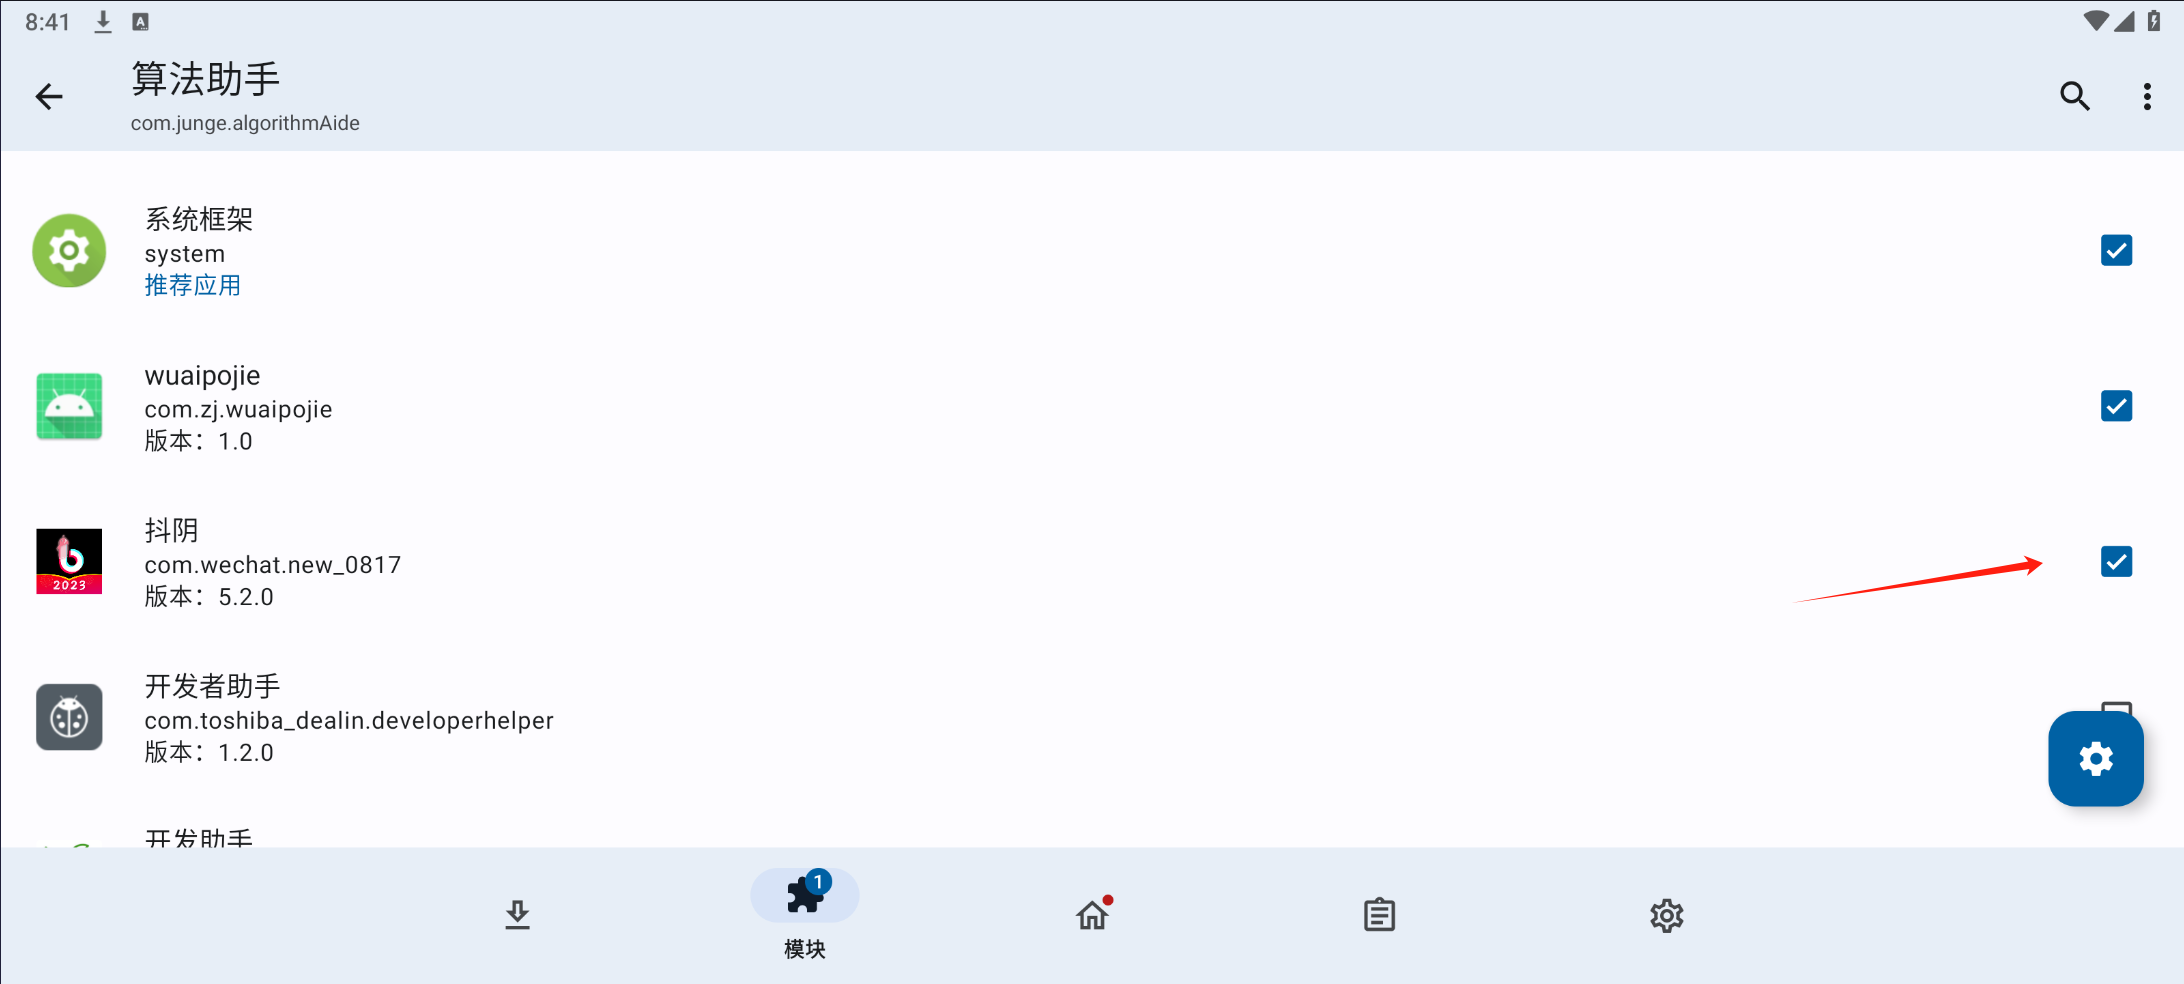 8:41
算法助手
com.junge.algorithmAide
系统框架
system
推荐应用
wuaipojie
com.zj.wuaipojie
版本：1.0
抖阴
com.wechat.new_0817
版本：5.2.0
2023
开发者助手
com.toshiba_dealin.developerhelper
版本：1.2.0
开发助手
1
模块